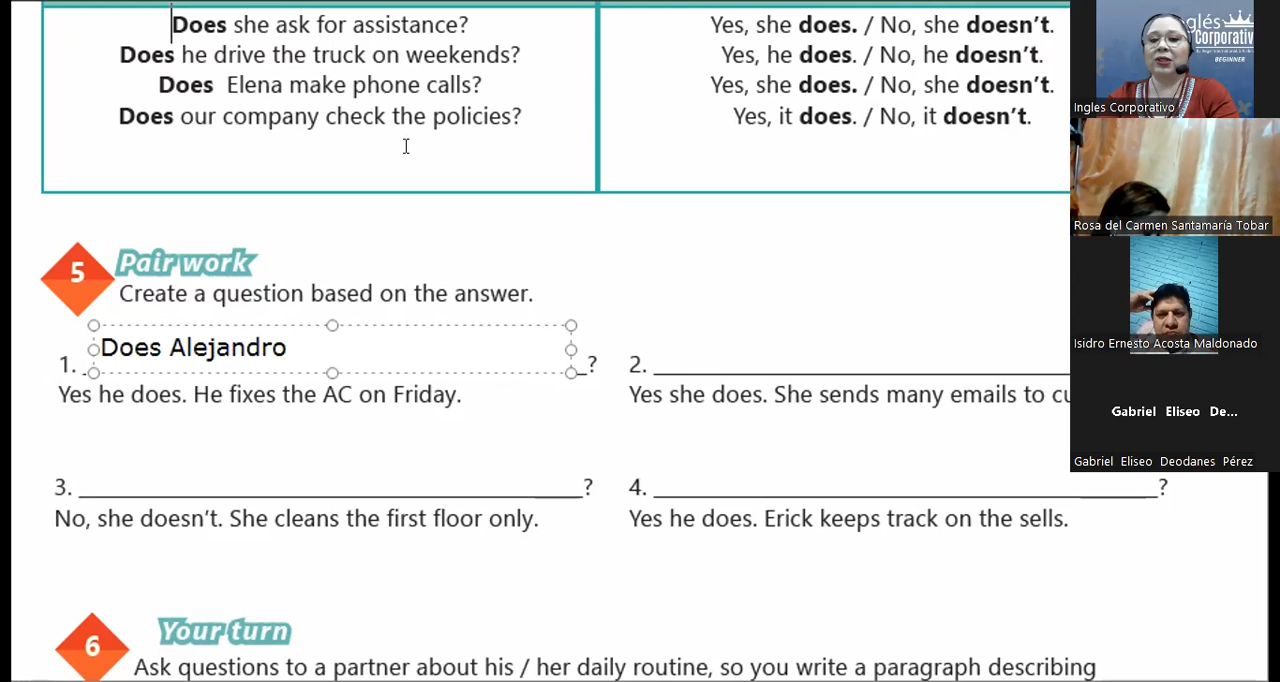 Does she ask for assistance?
Yes, she does. / No, she doesn't.
Does he drive the truck on weekends?
Yes, he does. / No, he doesn't.
Does Elena make phone calls?
Yes, she does. / No, she doesn't.
Does our company check the policies?
Yes, it does. / No, it doesn't.
5
Pair work
Create a question based on the answer.
1. Does Alejandro ?
Yes he does. He fixes the AC on Friday.
2.
Yes she does. She sends many emails to
3. ?
No, she doesn't. She cleans the first floor only.
4. ?
Yes he does. Erick keeps track on the sells.
6
Your turn
Ask questions to a partner about his / her daily routine, so you write a paragraph describing
Inglés
Corporativo
BEGINNER
Ingles Corporativo
Rosa del Carmen Santamaría Tobar
Isidro Ernesto Acosta Maldonado
Gabriel Eliseo De...
Gabriel Eliseo Deodanes Pérez